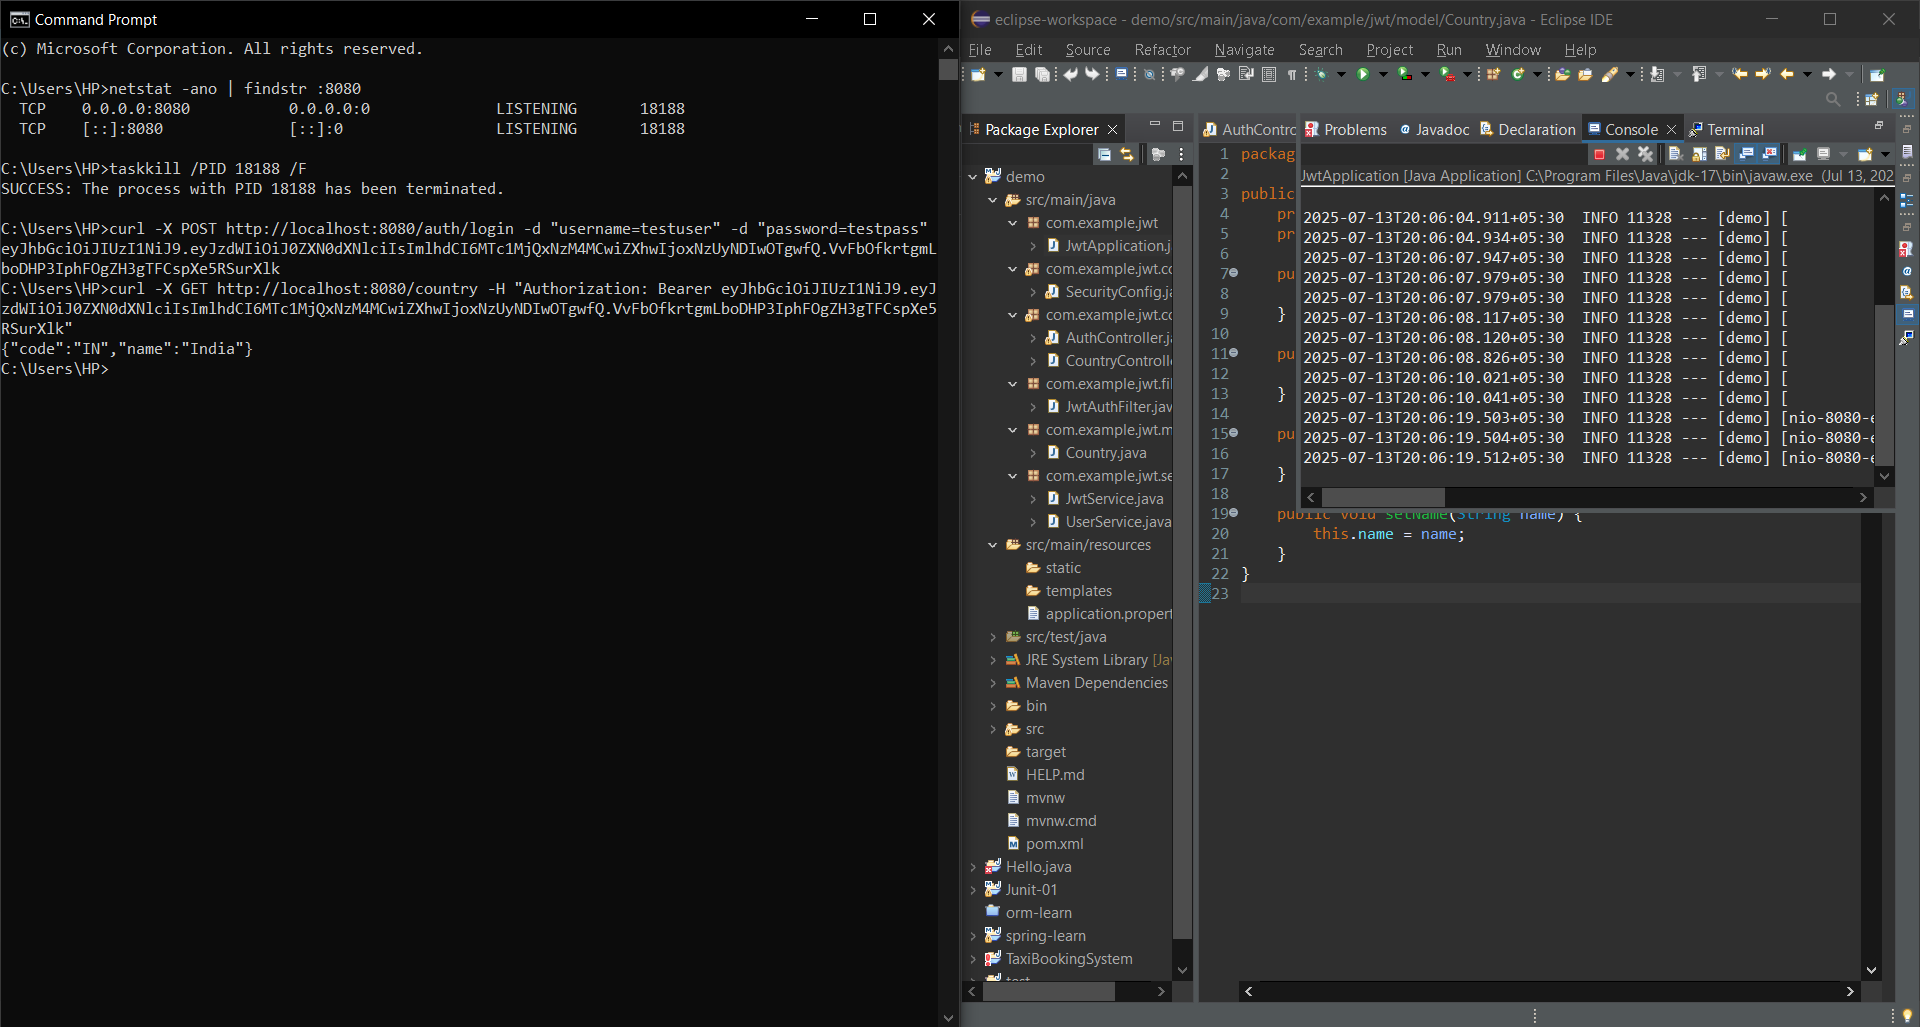 Command Prompt
(c) Microsoft Corporation. All rights reserved.
C:\Users\HP>netstat -ano | findstr :8080
TCP 0.0.0.0:8080 0.0.0.0:0 LISTENING 18188
TCP [::]:8080 [::]:0 LISTENING 18188
C:\Users\HP>taskkill /PID 18188 /F
SUCCESS: The process with PID 18188 has been terminated.
C:\Users\HP>curl -X POST http://localhost:8080/auth/login -d "username=testuser" -d "password=testpass"
eyJhbGciOiJIUzI1NiJ9.eyJzdWIiOiJ0ZXN0dXNlciIsImlhdCI6MTc1MjQxNzM4MCwiZXhwIjoxNzUyNDIwOTgwfQ.VvFbOfkrtgmL
boDHP3IphFOgZH3gTFCspXe5RSurXlk
C:\Users\HP>curl -X GET http://localhost:8080/country -H "Authorization: Bearer eyJhbGciOiJIUzI1NiJ9.eyJ
zdWIiOiJ0ZXN0dXNlciIsImlhdCI6MTc1MjQxNzM4MCwiZXhwIjoxNzUyNDIwOTgwfQ.VvFbOfkrtgmLboDHP3IphFOgZH3gTFCspXe5
RSurXlk"
{"code":"IN","name":"India"}
C:\Users\HP>
eclipse-workspace - demo/src/main/java/com/example/jwt/model/Country.java - Eclipse IDE
File Edit Source Refactor Navigate Search Project Run Window Help
Package Explorer
demo
src/main/java
com.example.jwt
JwtApplication.j
com.example.jwt.cc
SecurityConfig.ja
com.example.jwt.cc
AuthController.j
CountryControll
com.example.jwt.fil
JwtAuthFilter.jav
com.example.jwt.m
Country.java
com.example.jwt.se
JwtService.java
UserService.java
src/main/resources
static
templates
application.propert
src/test/java
JRE System Library [Jav
Maven Dependencies
bin
src
target
HELP.md
mvnw
mvnw.cmd
pom.xml
Hello.java
Junit-01
orm-learn
spring-learn
TaxiBookingSystem
test
AuthContro
1 packag
2
3 public
4 pr
5 pr
6
7 pu
8
9 }
10
11 pu
12
13 }
14
15 pu
16
17 }
18
19 public void setName(String name) {
20 this.name = name;
21 }
22 }
23
Problems Javadoc Declaration Console Terminal
JwtApplication [Java Application] C:\Program Files\Java\jdk-17\bin\javaw.exe (Jul 13, 202
2025-07-13T20:06:04.911+05:30 INFO 11328 --- [demo] [
2025-07-13T20:06:04.934+05:30 INFO 11328 --- [demo] [
2025-07-13T20:06:07.947+05:30 INFO 11328 --- [demo] [
2025-07-13T20:06:07.979+05:30 INFO 11328 --- [demo] [
2025-07-13T20:06:07.979+05:30 INFO 11328 --- [demo] [
2025-07-13T20:06:08.117+05:30 INFO 11328 --- [demo] [
2025-07-13T20:06:08.120+05:30 INFO 11328 --- [demo] [
2025-07-13T20:06:08.826+05:30 INFO 11328 --- [demo] [
2025-07-13T20:06:10.021+05:30 INFO 11328 --- [demo] [
2025-07-13T20:06:10.041+05:30 INFO 11328 --- [demo] [
2025-07-13T20:06:19.503+05:30 INFO 11328 --- [demo] [nio-8080-e
2025-07-13T20:06:19.504+05:30 INFO 11328 --- [demo] [nio-8080-e
2025-07-13T20:06:19.512+05:30 INFO 11328 --- [demo] [nio-8080-e